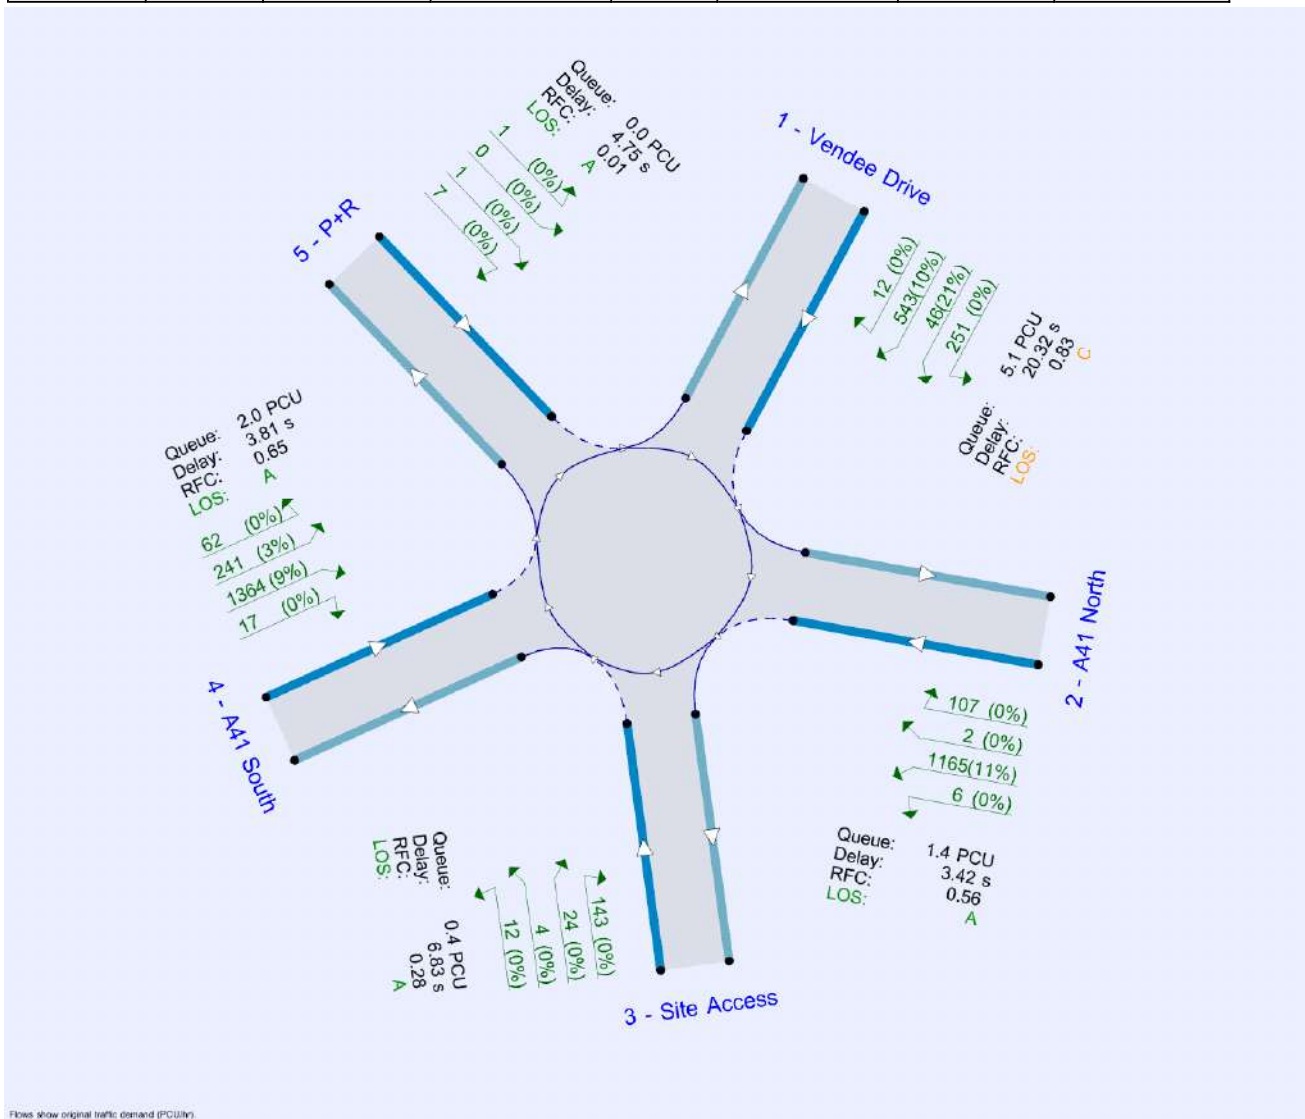 Queue: 0.0 PCU
Delay: 4.75 s
RFC: 0.01
LOS: A
1 (0%)
0 (0%)
1 (0%)
7 (0%)
5 - P+R
1 - Vendee Drive
12 (0%)
543(10%)
46(21%)
251 (0%)
Queue: 5.1 PCU
Delay: 20.32 s
RFC: 0.83
LOS: C
Queue: 2.0 PCU
Delay: 3.81 s
RFC: 0.65
LOS: A
62 (0%)
241 (3%)
1364 (9%)
17 (0%)
4 - A41 South
2 - A41 North
107 (0%)
2 (0%)
1165(11%)
6 (0%)
Queue: 1.4 PCU
Delay: 3.42 s
RFC: 0.56
LOS: A
Queue: 0.4 PCU
Delay: 6.83 s
RFC: 0.28
LOS: A
12 (0%)
4 (0%)
24 (0%)
143 (0%)
3 - Site Access
Flows show original traffic demand (PCU/hr).